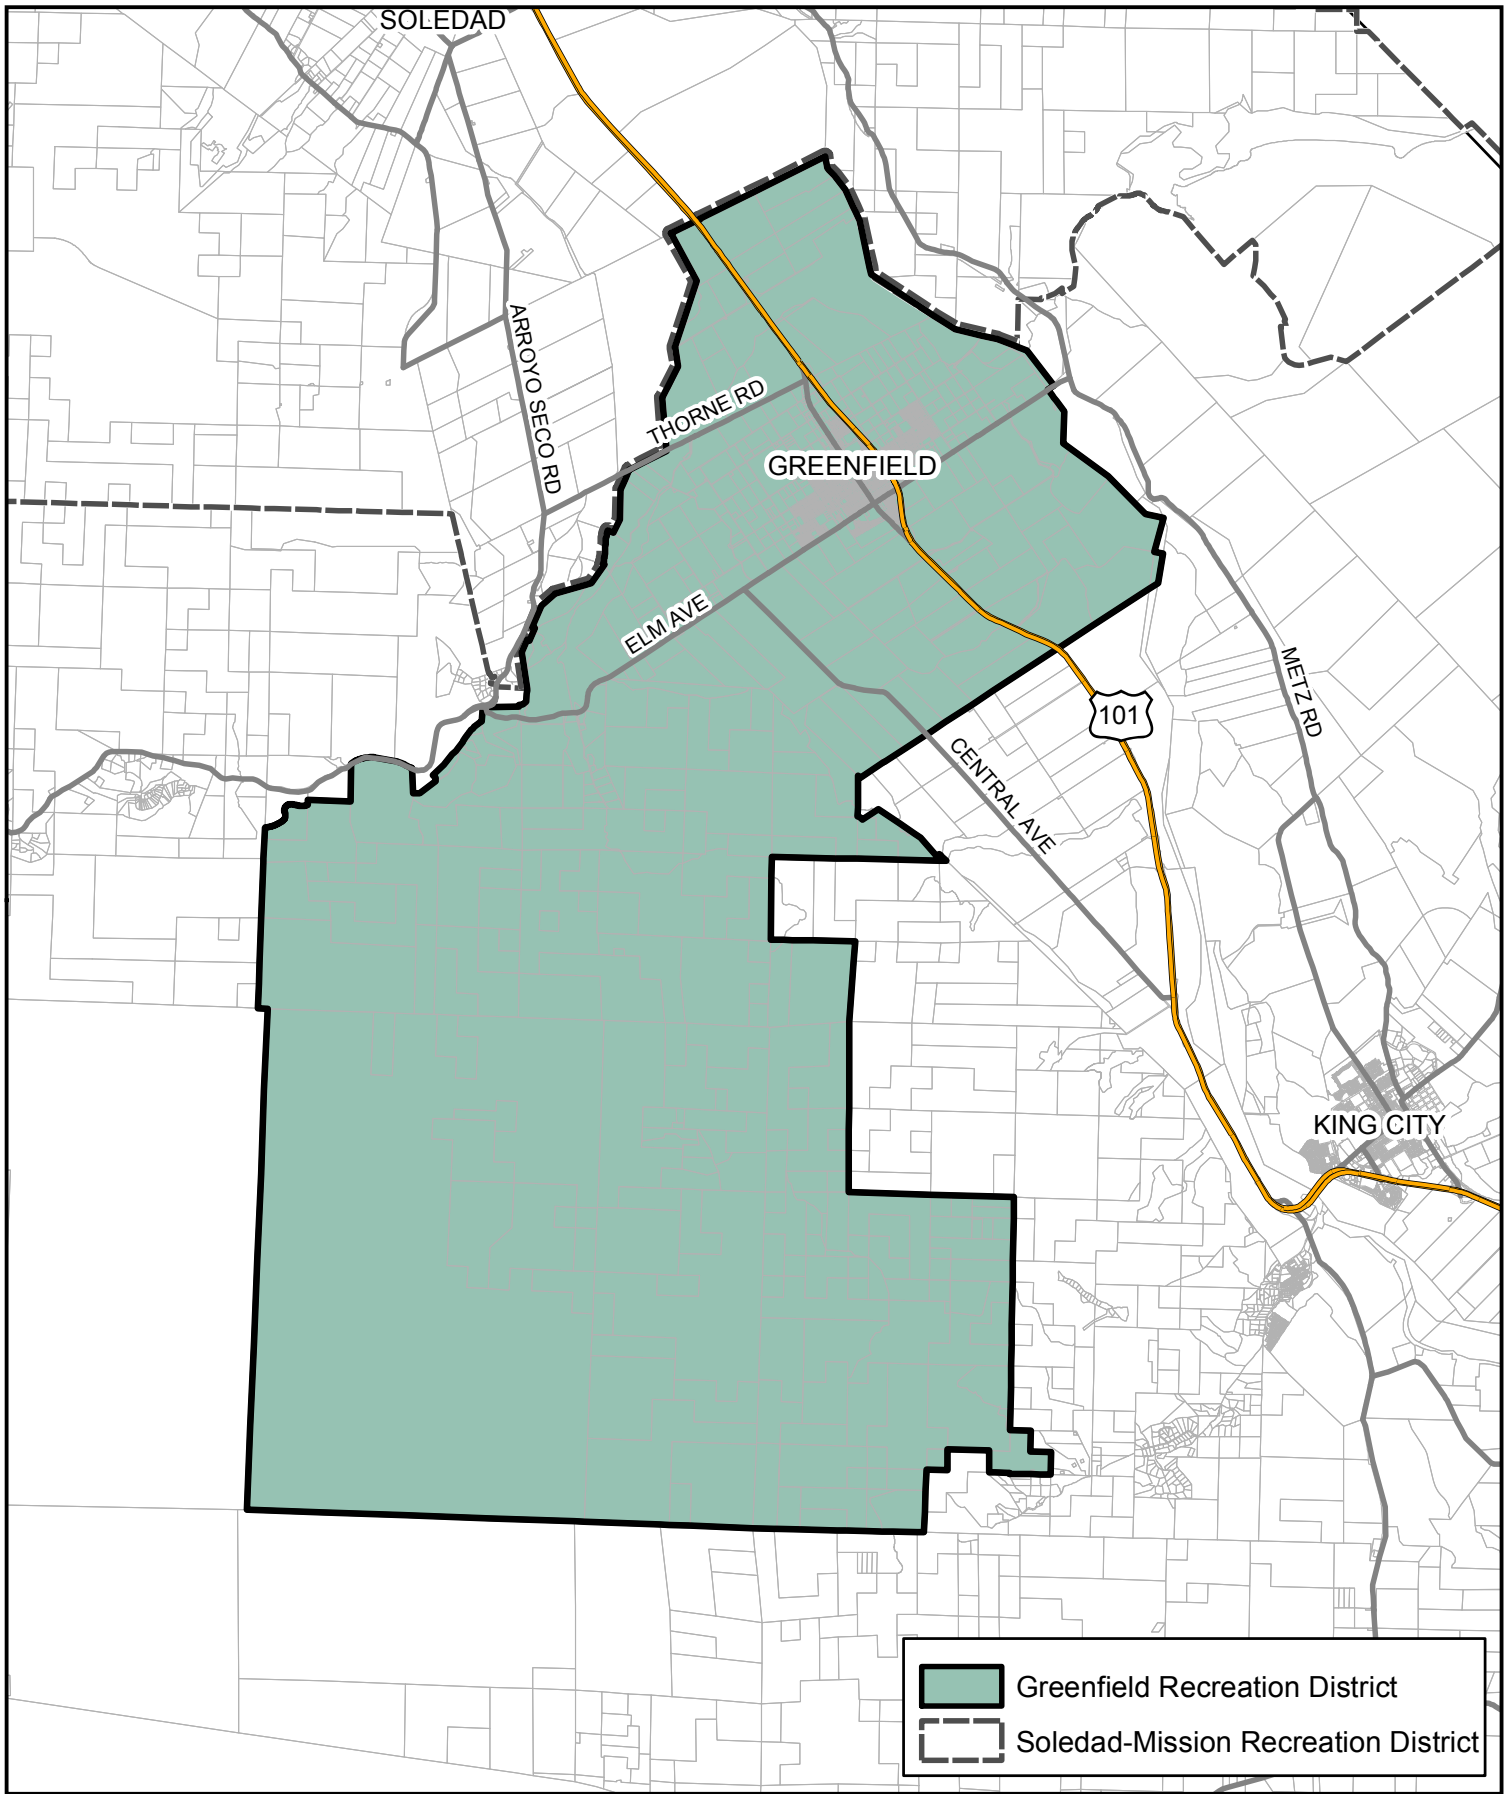 SOLEDAD
ARROYO SECO RD
THORNE RD
GREENFIELD
ELM AVE
METZ RD
101
CENTRAL AVE
KING CITY
Greenfield Recreation District
Soledad-Mission Recreation District